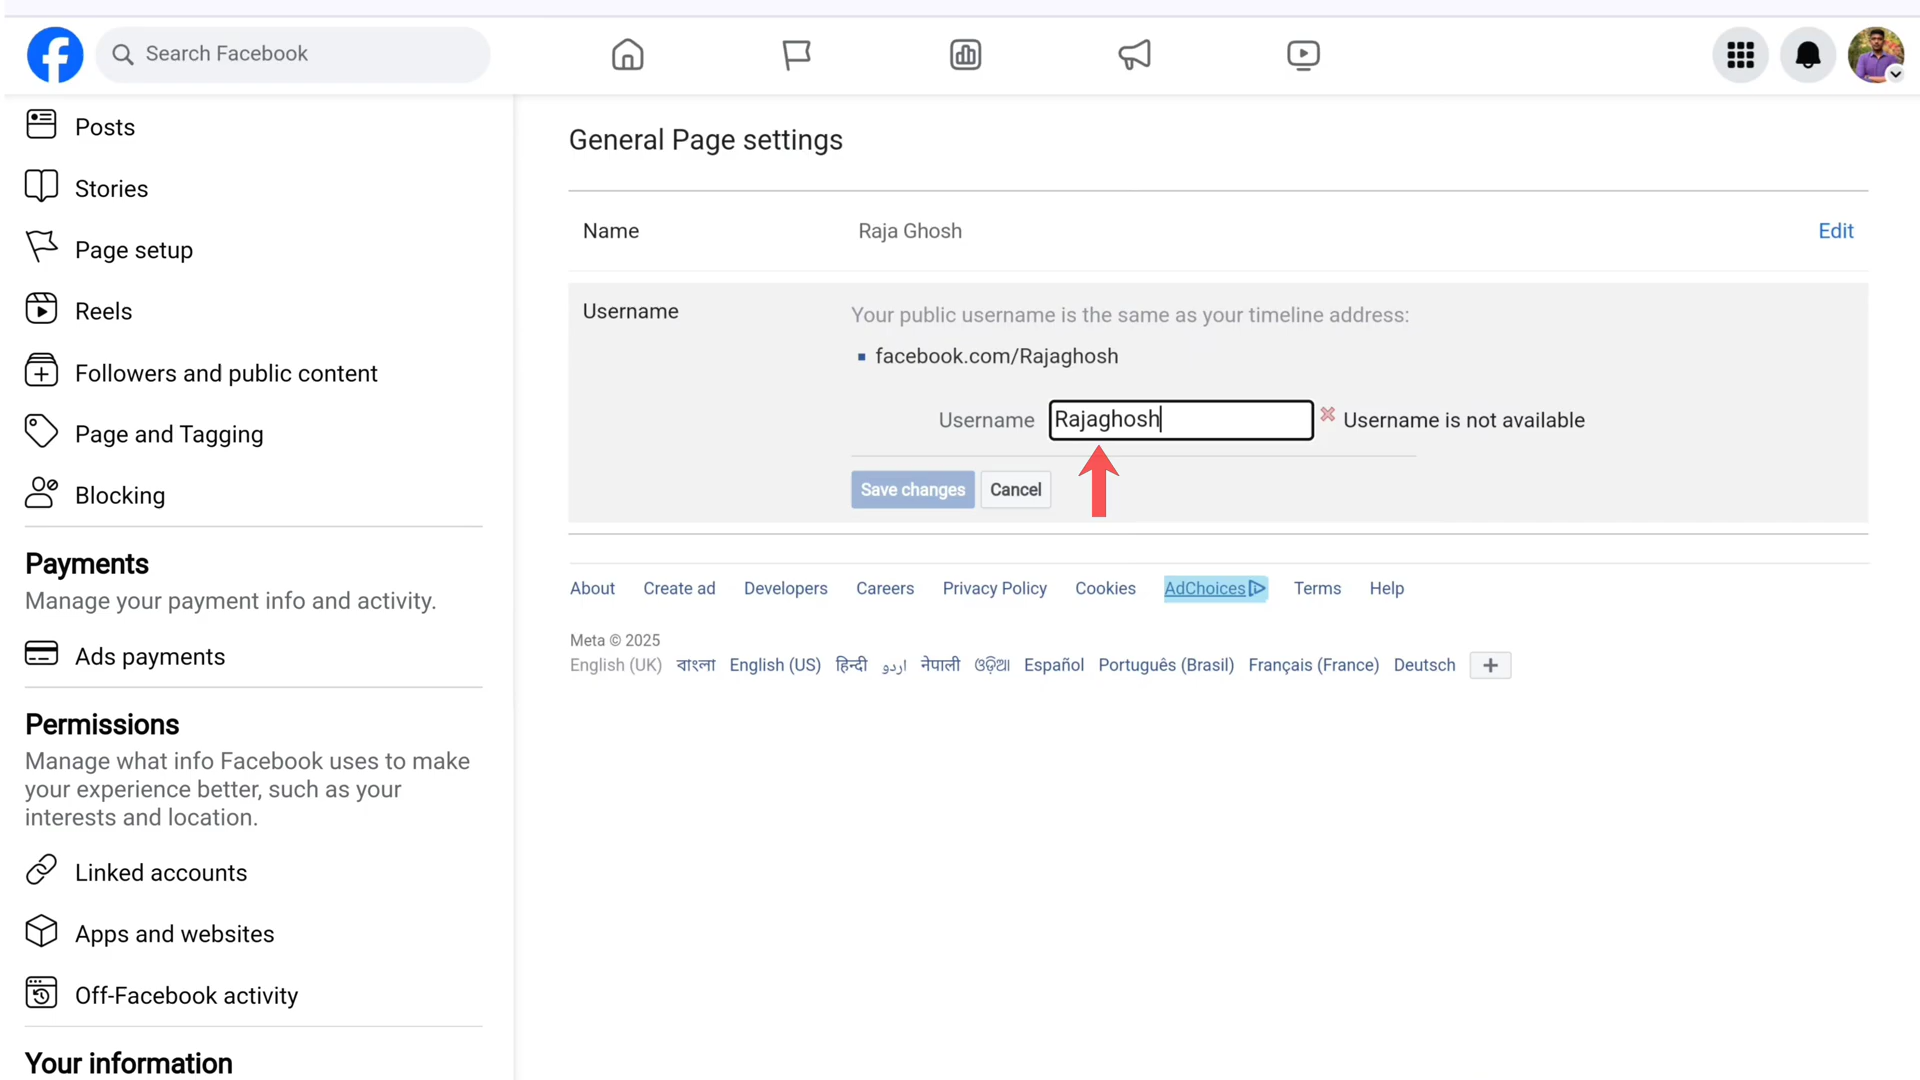 Search Facebook
Posts
Stories
Page setup
Reels
Followers and public content
Page and Tagging
Blocking
Payments
Manage your payment info and activity.
Ads payments
Permissions
Manage what info Facebook uses to make
your experience better, such as your
interests and location.
Linked accounts
Apps and websites
Off-Facebook activity
Your information
General Page settings
Name Raja Ghosh Edit
Username Your public username is the same as your timeline address:
facebook.com/Rajaghosh
Username Rajaghosh Username is not available
Save changes Cancel
About Create ad Developers Careers Privacy Policy Cookies AdChoices Terms Help
Meta © 2025
English (UK) বাংলা English (US) हिन्दी اردو नेपाली ଓଡ଼ିଆ Español Português (Brasil) Français (France) Deutsch